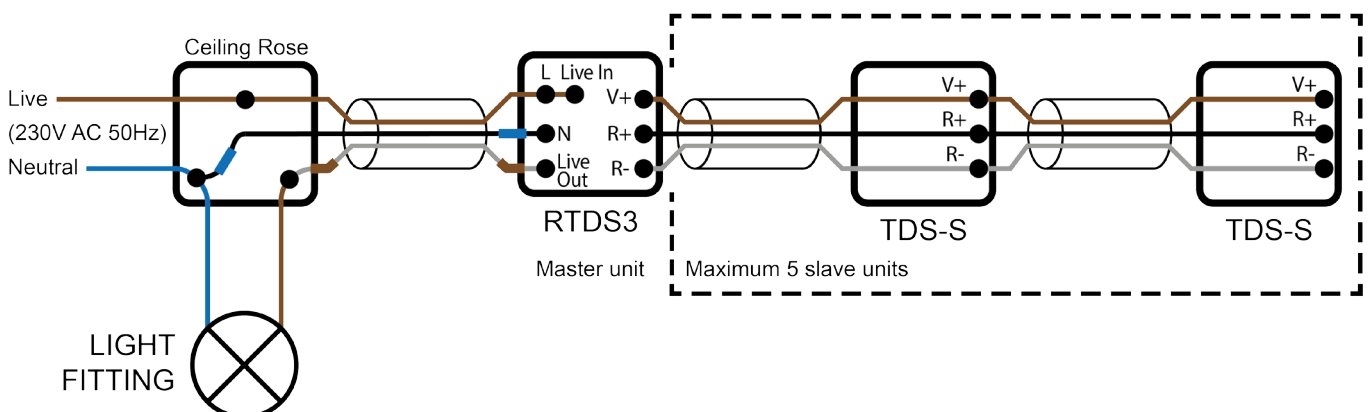 Ceiling Rose
Live
(230V AC 50Hz)
Neutral
LIGHT
FITTING
L Live In
N
Live
Out
V+
R+
R-
RTDS3
Master unit
V+
R+
R-
TDS-S
V+
R+
R-
TDS-S
Maximum 5 slave units